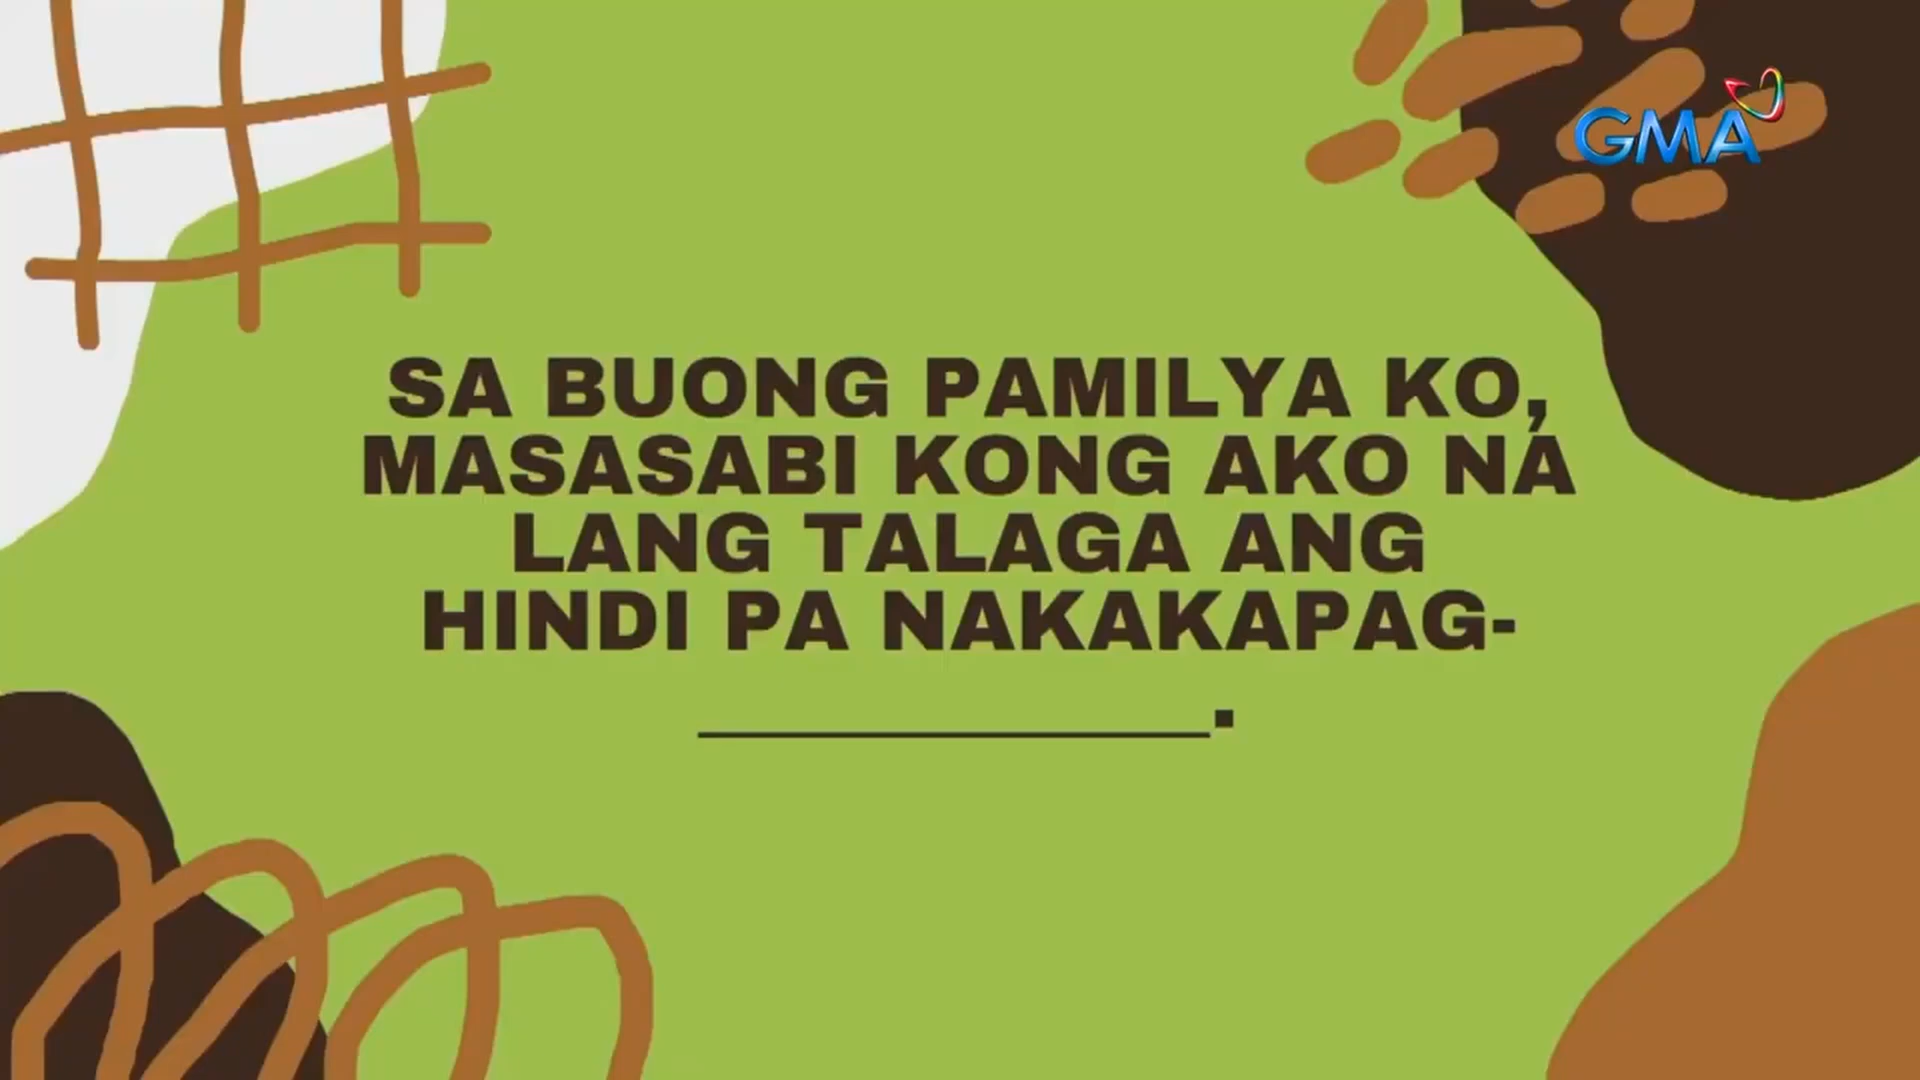 GMA
SA BUONG PAMILYA KO,
MASASABI KONG AKO NA
LANG TALAGA ANG
HINDI PA NAKAKAPAG-
____________.